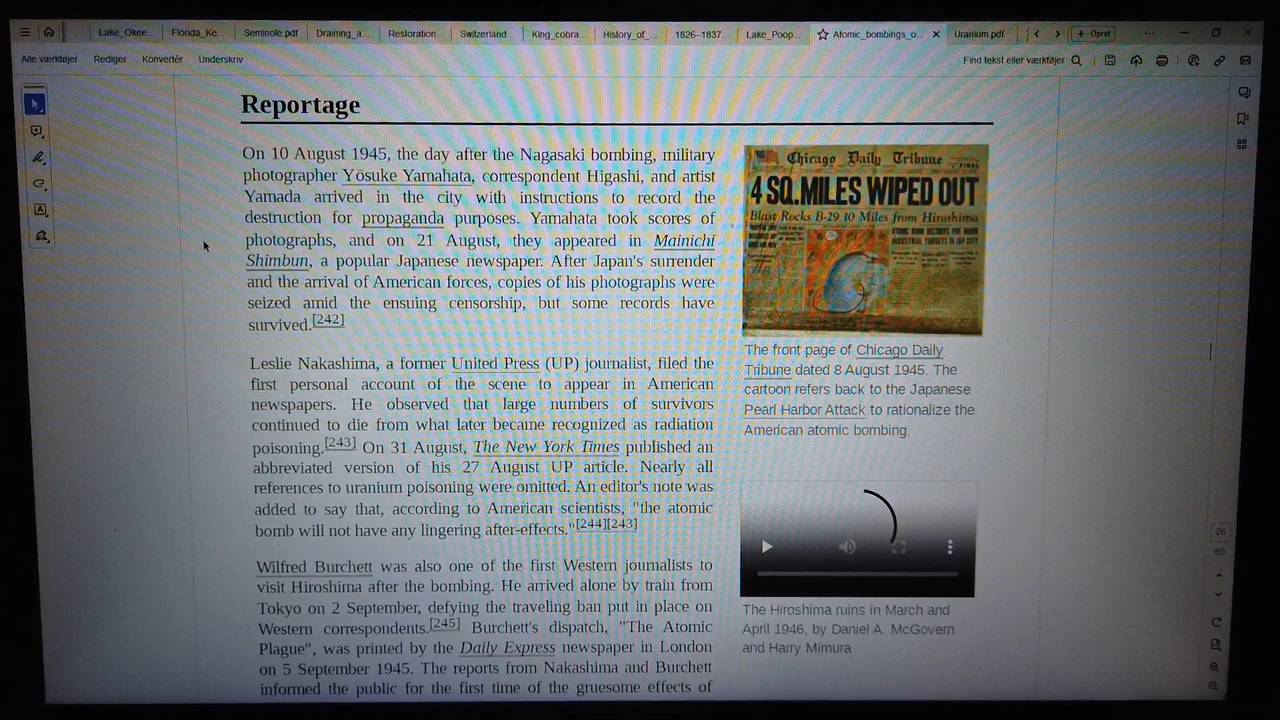 Lake_Okee...
Florida_Ke...
Seminole.pdf
Draining_a...
Restoration...
Switzerland...
King_cobra...
History_of_...
1826–1837...
Lake_Poop...
Atomic_bombings_o...
Uranium.pdf
+ Opret
Alle værktøjer Rediger Konvertér Underskriv
Find tekst eller værktøjer
Reportage
On 10 August 1945, the day after the Nagasaki bombing, military
photographer Yōsuke Yamahata, correspondent Higashi, and artist
Yamada arrived in the city with instructions to record the
destruction for propaganda purposes. Yamahata took scores of
photographs, and on 21 August, they appeared in Mainichi
Shimbun, a popular Japanese newspaper. After Japan's surrender
and the arrival of American forces, copies of his photographs were
seized amid the ensuing censorship, but some records have
survived.[242]
Leslie Nakashima, a former United Press (UP) journalist, filed the
first personal account of the scene to appear in American
newspapers. He observed that large numbers of survivors
continued to die from what later became recognized as radiation
poisoning.[243] On 31 August, The New York Times published an
abbreviated version of his 27 August UP article. Nearly all
references to uranium poisoning were omitted. An editor's note was
added to say that, according to American scientists, "the atomic
bomb will not have any lingering after-effects."[244][243]
Wilfred Burchett was also one of the first Western journalists to
visit Hiroshima after the bombing. He arrived alone by train from
Tokyo on 2 September, defying the traveling ban put in place on
Western correspondents.[245] Burchett's dispatch, "The Atomic
Plague", was printed by the Daily Express newspaper in London
on 5 September 1945. The reports from Nakashima and Burchett
informed the public for the first time of the gruesome effects of
Chicago Daily Tribune
FINAL
4 SQ. MILES WIPED OUT
Blast Rocks B-29 10 Miles from Hiroshima
ATOMIC BOMB DESTROYS FIVE MAJOR
INDUSTRIAL TARGETS IN JAP CITY
The front page of Chicago Daily
Tribune dated 8 August 1945. The
cartoon refers back to the Japanese
Pearl Harbor Attack to rationalize the
American atomic bombing.
The Hiroshima ruins in March and
April 1946, by Daniel A. McGovern
and Harry Mimura
26
60